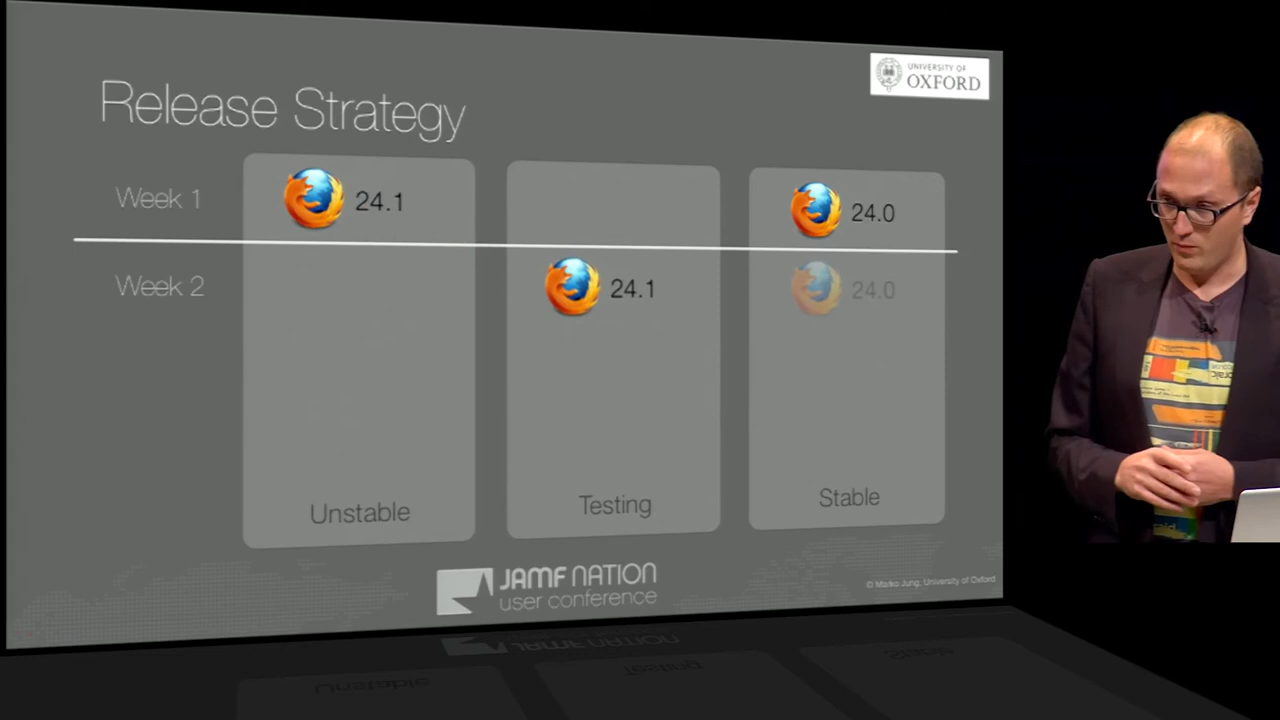 UNIVERSITY OF
OXFORD
Release Strategy
Week 1
24.1
24.0
Week 2
24.1
24.0
Unstable
Testing
Stable
JAMF NATION
user conference
© Marko Jung, University of Oxford